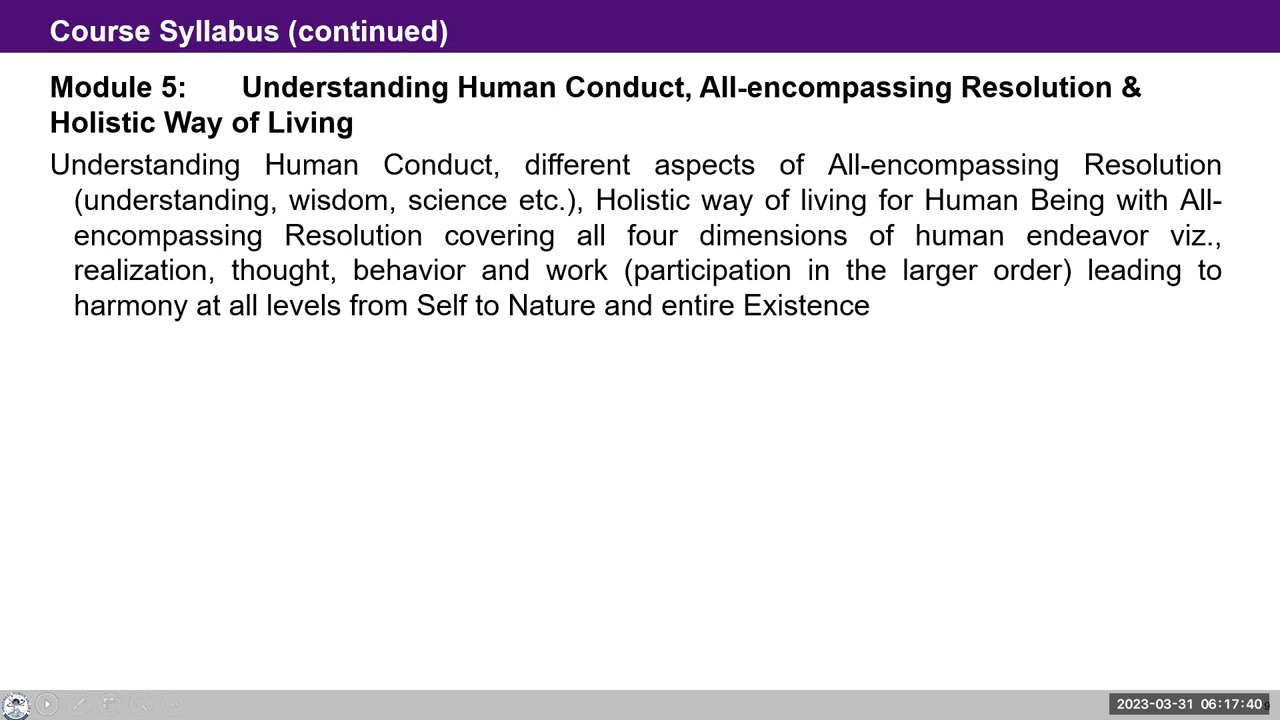 Course Syllabus (continued)
Module 5: Understanding Human Conduct, All-encompassing Resolution &
Holistic Way of Living
Understanding Human Conduct, different aspects of All-encompassing Resolution
(understanding, wisdom, science etc.), Holistic way of living for Human Being with All-
encompassing Resolution covering all four dimensions of human endeavor viz.,
realization, thought, behavior and work (participation in the larger order) leading to
harmony at all levels from Self to Nature and entire Existence
2023-03-31 06:17:40
9